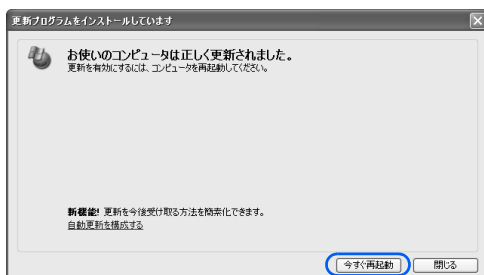 更新プログラムをインストールしています
お使いのコンピュータは正しく更新されました。
更新を有効にするには、コンピュータを再起動してください。
新機能! 更新を今後受け取る方法を簡素化できます。
自動更新を構成する
今すぐ再起動 閉じる